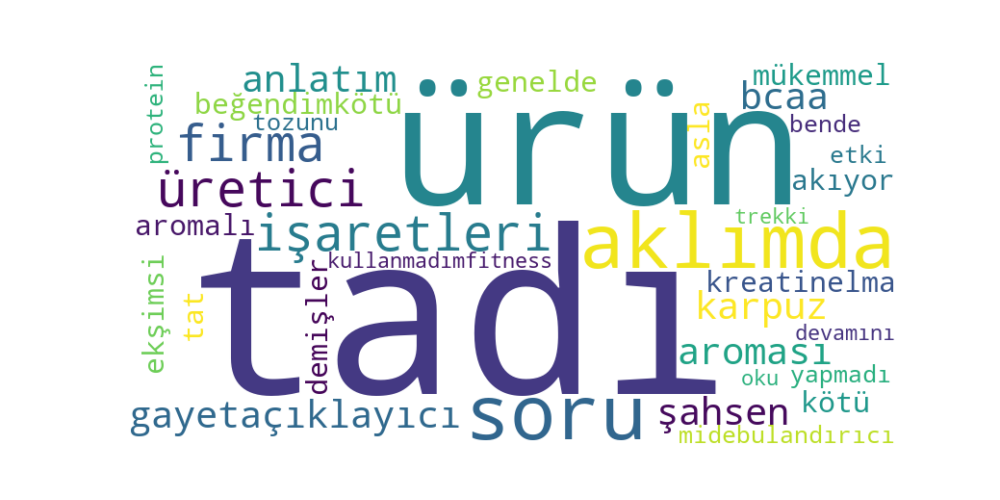 protein
anlatım
genelde
mükemmel
beğendimkötü
bcaa
tozunu
ürün
asla
bende
firma
etki
üretici
akıyor
aromalı
işaretleri
aklımda
trekki
kullanmadımfitness
tadı
ekşimsi
tat
demişler
kreatinelma
karpuz
devamını
aroması
oku
yapmadı
gayetaçıklayıcı
soru
şahsen
kötü
midebulandırıcı